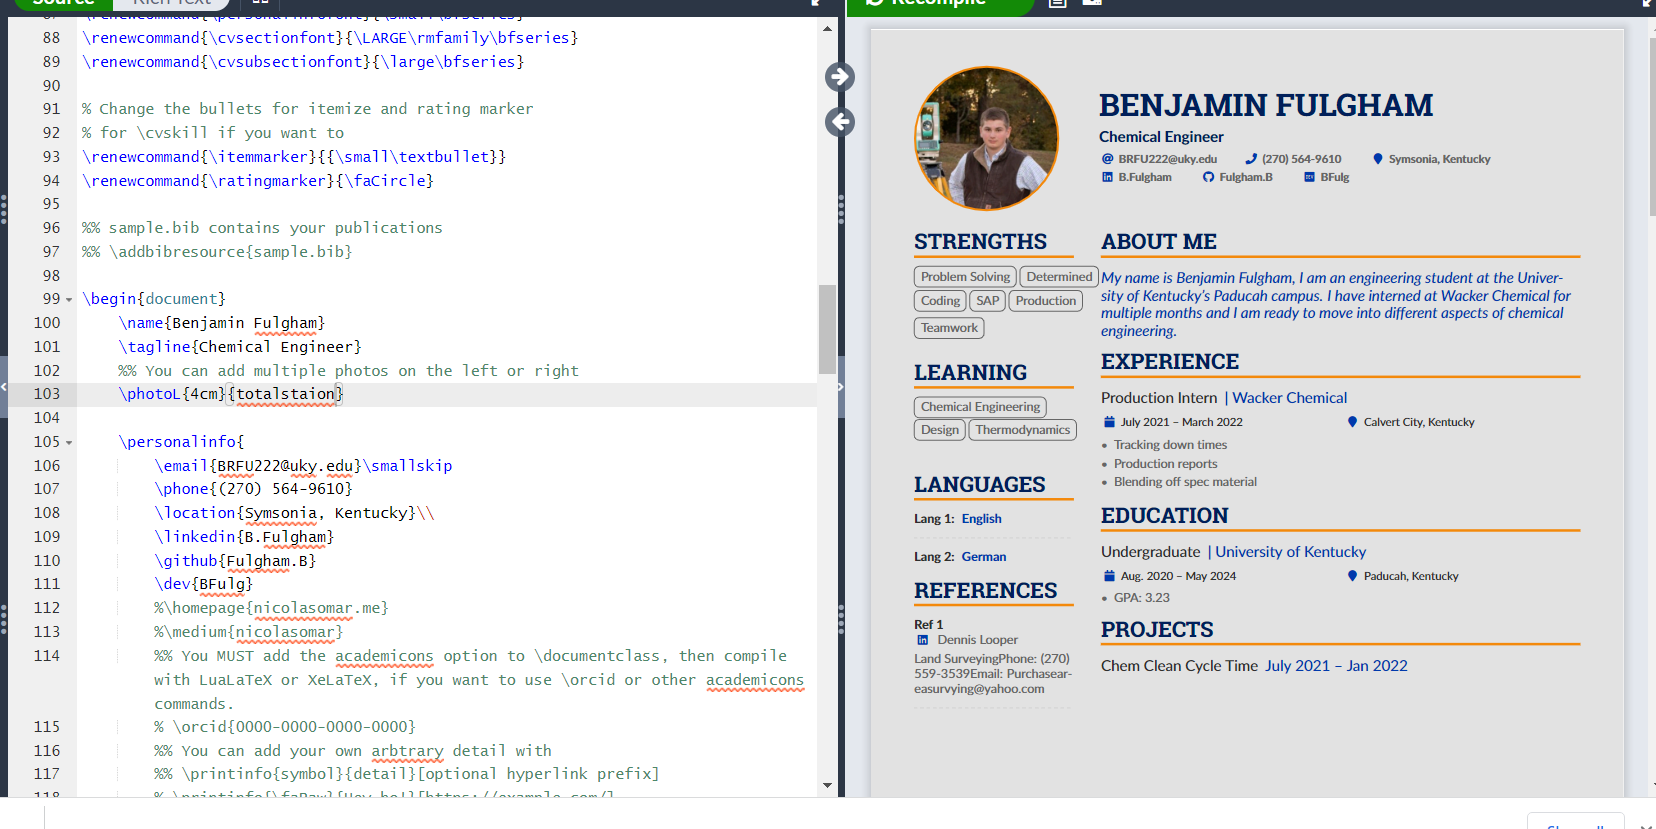 Source
Rich Text
Recompile
87 \renewcommand{\personalinfofont}{\small\bfseries}
88 \renewcommand{\cvsectionfont}{\LARGE\rmfamily\bfseries}
89 \renewcommand{\cvsubsectionfont}{\large\bfseries}
90
91 % Change the bullets for itemize and rating marker
92 % for \cvskill if you want to
93 \renewcommand{\itemmarker}{{\small\textbullet}}
94 \renewcommand{\ratingmarker}{\faCircle}
95
96 %% sample.bib contains your publications
97 %% \addbibresource{sample.bib}
98
99 \begin{document}
100 \name{Benjamin Fulgham}
101 \tagline{Chemical Engineer}
102 %% You can add multiple photos on the left or right
103 \photoL{4cm}{totalstaion}
104
105 \personalinfo{
106 \email{BRFU222@uky.edu}\smallskip
107 \phone{(270) 564-9610}
108 \location{Symsonia, Kentucky}\\
109 \linkedin{B.Fulgham}
110 \github{Fulgham.B}
111 \dev{BFulg}
112 %\homepage{nicolasomar.me}
113 %\medium{nicolasomar}
114 %% You MUST add the academicons option to \documentclass, then compile
with LuaLaTeX or XeLaTeX, if you want to use \orcid or other academicons
commands.
115 % \orcid{0000-0000-0000-0000}
116 %% You can add your own arbtrary detail with
117 %% \printinfo{symbol}{detail}[optional hyperlink prefix]
118 % \printinfo{\faPaw}{Hey ho!}[https://example.com/]
BENJAMIN FULGHAM
Chemical Engineer
BRFU222@uky.edu (270) 564-9610 Symsonia, Kentucky
B.Fulgham Fulgham.B BFulg
STRENGTHS
Problem Solving Determined
Coding SAP Production
Teamwork
LEARNING
Chemical Engineering
Design Thermodynamics
LANGUAGES
Lang 1: English
Lang 2: German
REFERENCES
Ref 1
Dennis Looper
Land SurveyingPhone: (270)
559-3539Email: Purchasear-
easurvying@yahoo.com
ABOUT ME
My name is Benjamin Fulgham, I am an engineering student at the Univer-
sity of Kentucky's Paducah campus. I have interned at Wacker Chemical for
multiple months and I am ready to move into different aspects of chemical
engineering.
EXPERIENCE
Production Intern | Wacker Chemical
July 2021 – March 2022 Calvert City, Kentucky
• Tracking down times
• Production reports
• Blending off spec material
EDUCATION
Undergraduate | University of Kentucky
Aug. 2020 – May 2024 Paducah, Kentucky
• GPA: 3.23
PROJECTS
Chem Clean Cycle Time July 2021 – Jan 2022